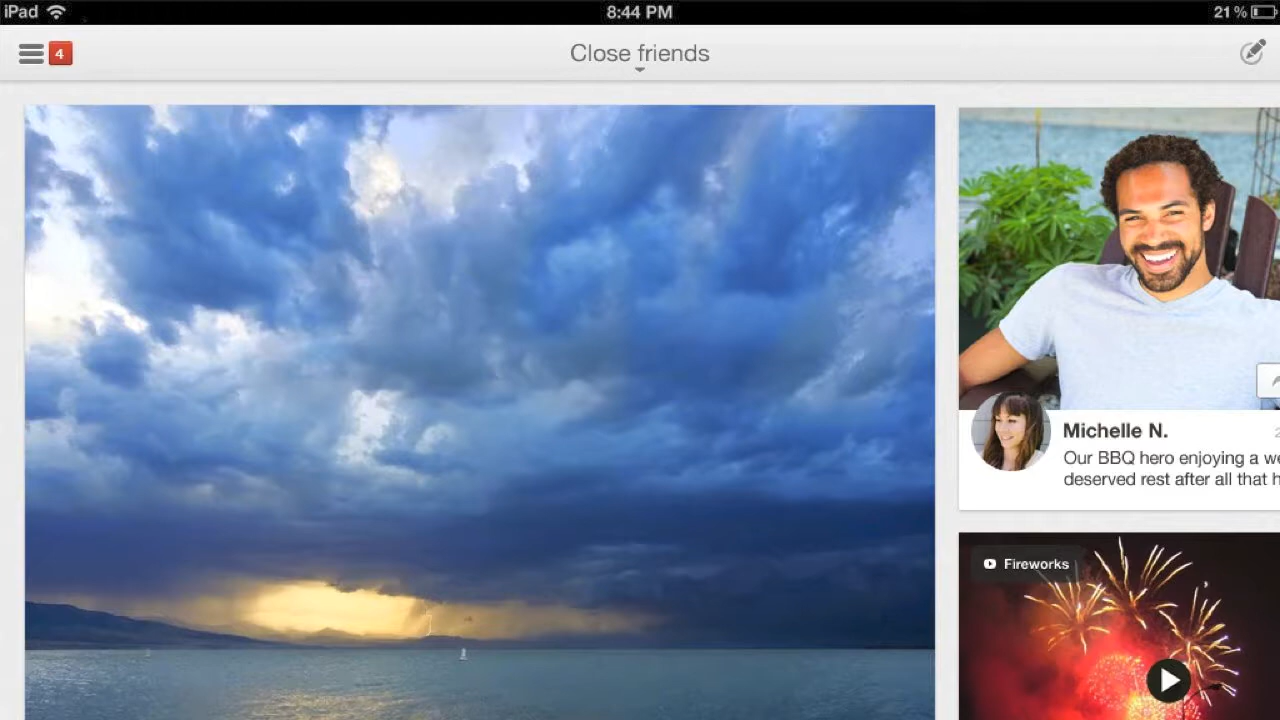 iPad 8:44 PM 21 %
4 Close friends
Michelle N.
Our BBQ hero enjoying a
deserved rest after all that
Fireworks